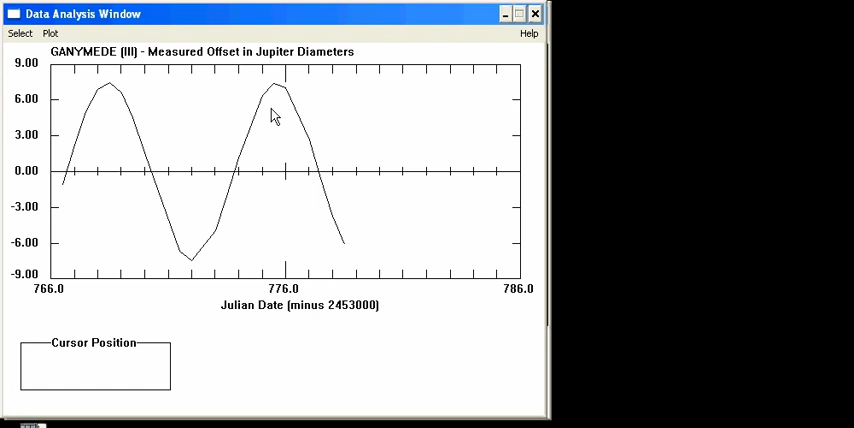 Data Analysis Window
Select Plot Help
GANYMEDE (III) - Measured Offset in Jupiter Diameters
9.00
6.00
3.00
0.00
-3.00
-6.00
-9.00
766.0 776.0 786.0
Julian Date (minus 2453000)
Cursor Position